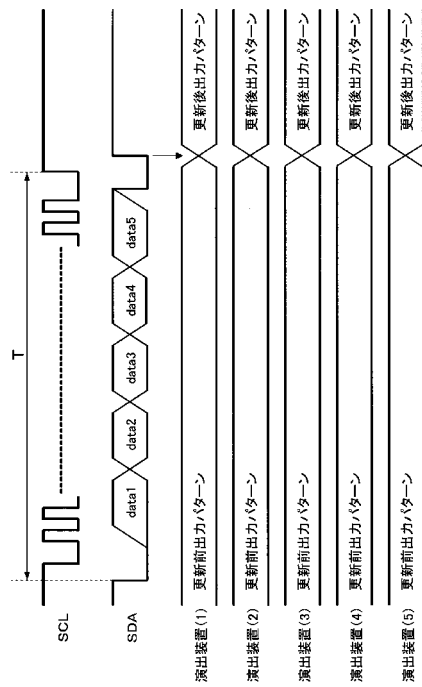 T
SCL
SDA
data1 data2 data3 data4 data5
演出装置(1) 更新前出力パターン 更新後出力パターン
演出装置(2) 更新前出力パターン 更新後出力パターン
演出装置(3) 更新前出力パターン 更新後出力パターン
演出装置(4) 更新前出力パターン 更新後出力パターン
演出装置(5) 更新前出力パターン 更新後出力パターン